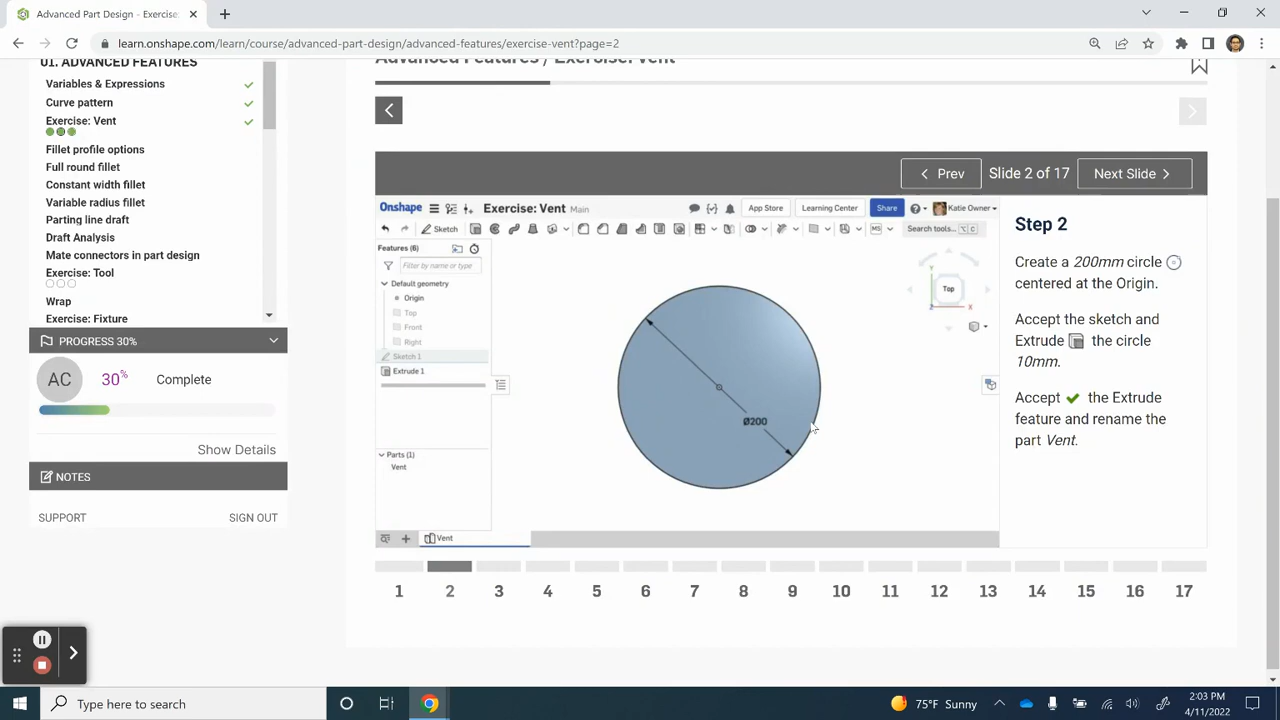 Advanced Part Design - Exercise:
learn.onshape.com/learn/course/advanced-part-design/advanced-features/exercise-vent?page=2
01. ADVANCED FEATURES
Variables & Expressions
Curve pattern
Exercise: Vent
Fillet profile options
Full round fillet
Constant width fillet
Variable radius fillet
Parting line draft
Draft Analysis
Mate connectors in part design
Exercise: Tool
Wrap
Exercise: Fixture
PROGRESS 30%
AC
30%
Complete
Show Details
NOTES
SUPPORT
SIGN OUT
Advanced Features / Exercise: Vent
Prev
Slide 2 of 17
Next Slide
Onshape
Exercise: Vent Main
App Store
Learning Center
Share
Katie Owner
Sketch
Search tools...
Features (6)
Filter by name or type
Default geometry
Origin
Top
Front
Right
Sketch 1
Extrude 1
Parts (1)
Vent
Ø200
Top
Vent
Step 2
Create a 200mm circle
centered at the Origin.
Accept the sketch and
Extrude the circle
10mm.
Accept the Extrude
feature and rename the
part Vent.
1 2 3 4 5 6 7 8 9 10 11 12 13 14 15 16 17
Type here to search
75°F Sunny
2:03 PM
4/11/2022